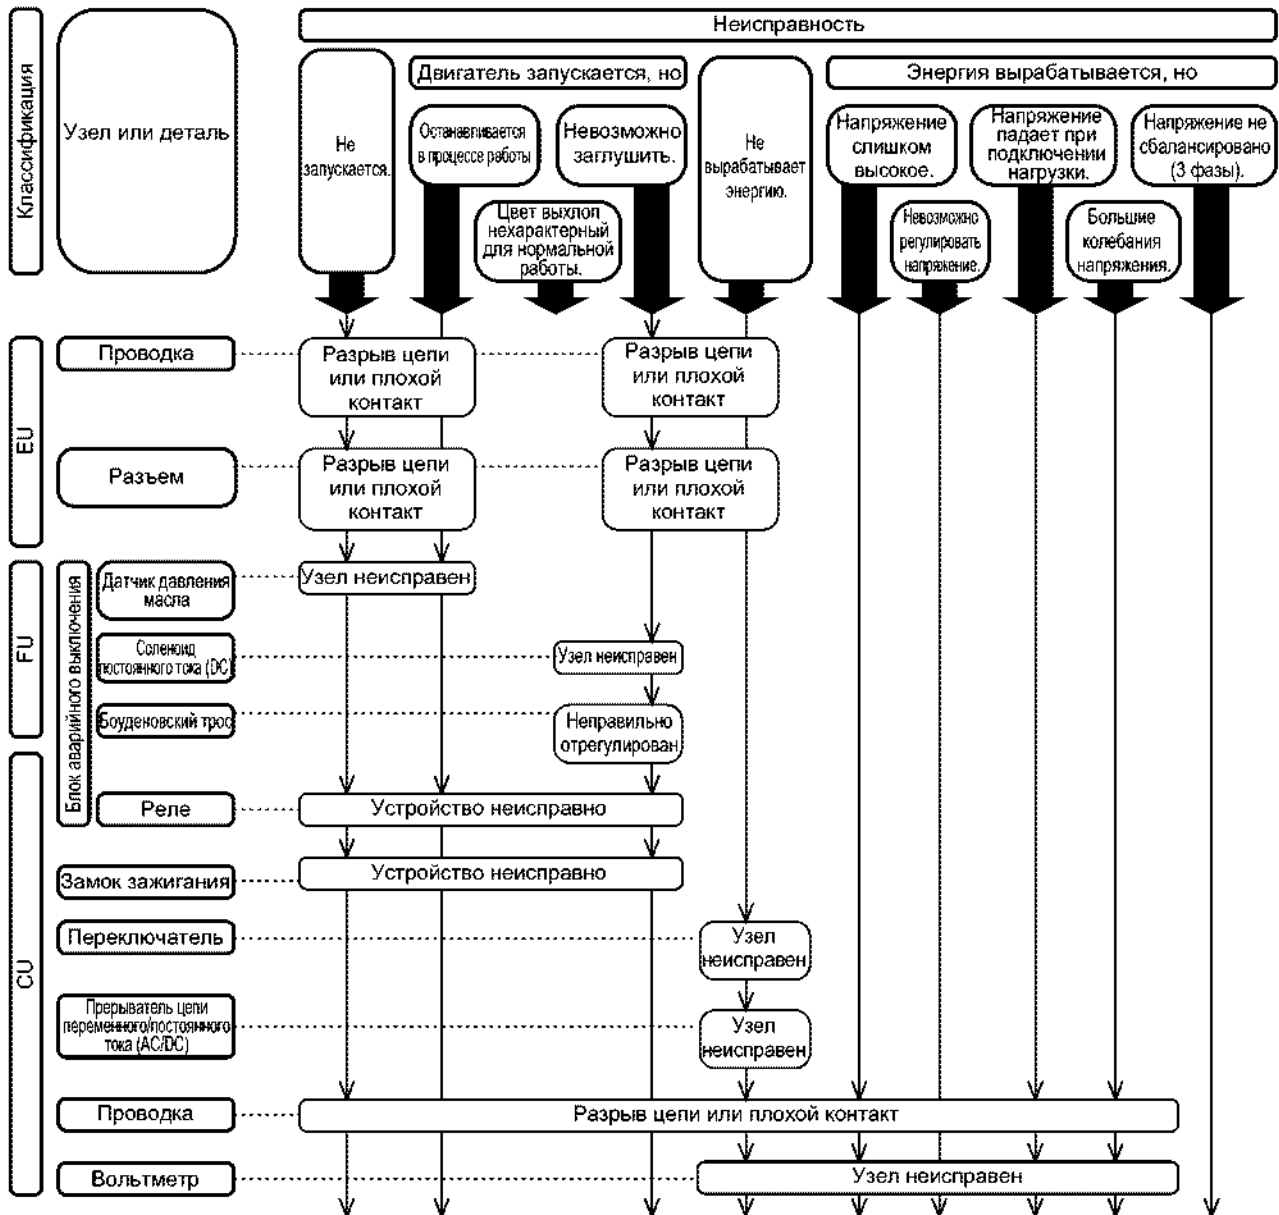 Неисправность
Классификация
Узел или деталь
Не
запускается.
Двигатель запускается, но
Останавливается
в процессе работы
Невозможно
заглушить.
Цвет выхлоп
нехарактерный
для нормальной
работы.
Не
вырабатывает
энергию.
Энергия вырабатывается, но
Напряжение
слишком
высокое.
Невозможно
регулировать
напряжение.
Напряжение
падает при
подключении
нагрузки.
Большие
колебания
напряжения.
Напряжение не
сбалансировано
(3 фазы).
EU
Проводка
Разрыв цепи
или плохой
контакт
Разрыв цепи
или плохой
контакт
Разъем
Разрыв цепи
или плохой
контакт
Разрыв цепи
или плохой
контакт
FU
Блок аварийного выключения
Датчик давления
масла
Узел неисправен
Соленоид
постоянного тока (DC)
Узел неисправен
Боуденовский трос
Неправильно
отрегулирован
CU
Реле
Устройство неисправно
Замок зажигания
Устройство неисправно
Переключатель
Узел
неисправен
Прерыватель цепи
переменного/постоянного
тока (AC/DC)
Узел
неисправен
Проводка
Разрыв цепи или плохой контакт
Вольтметр
Узел неисправен